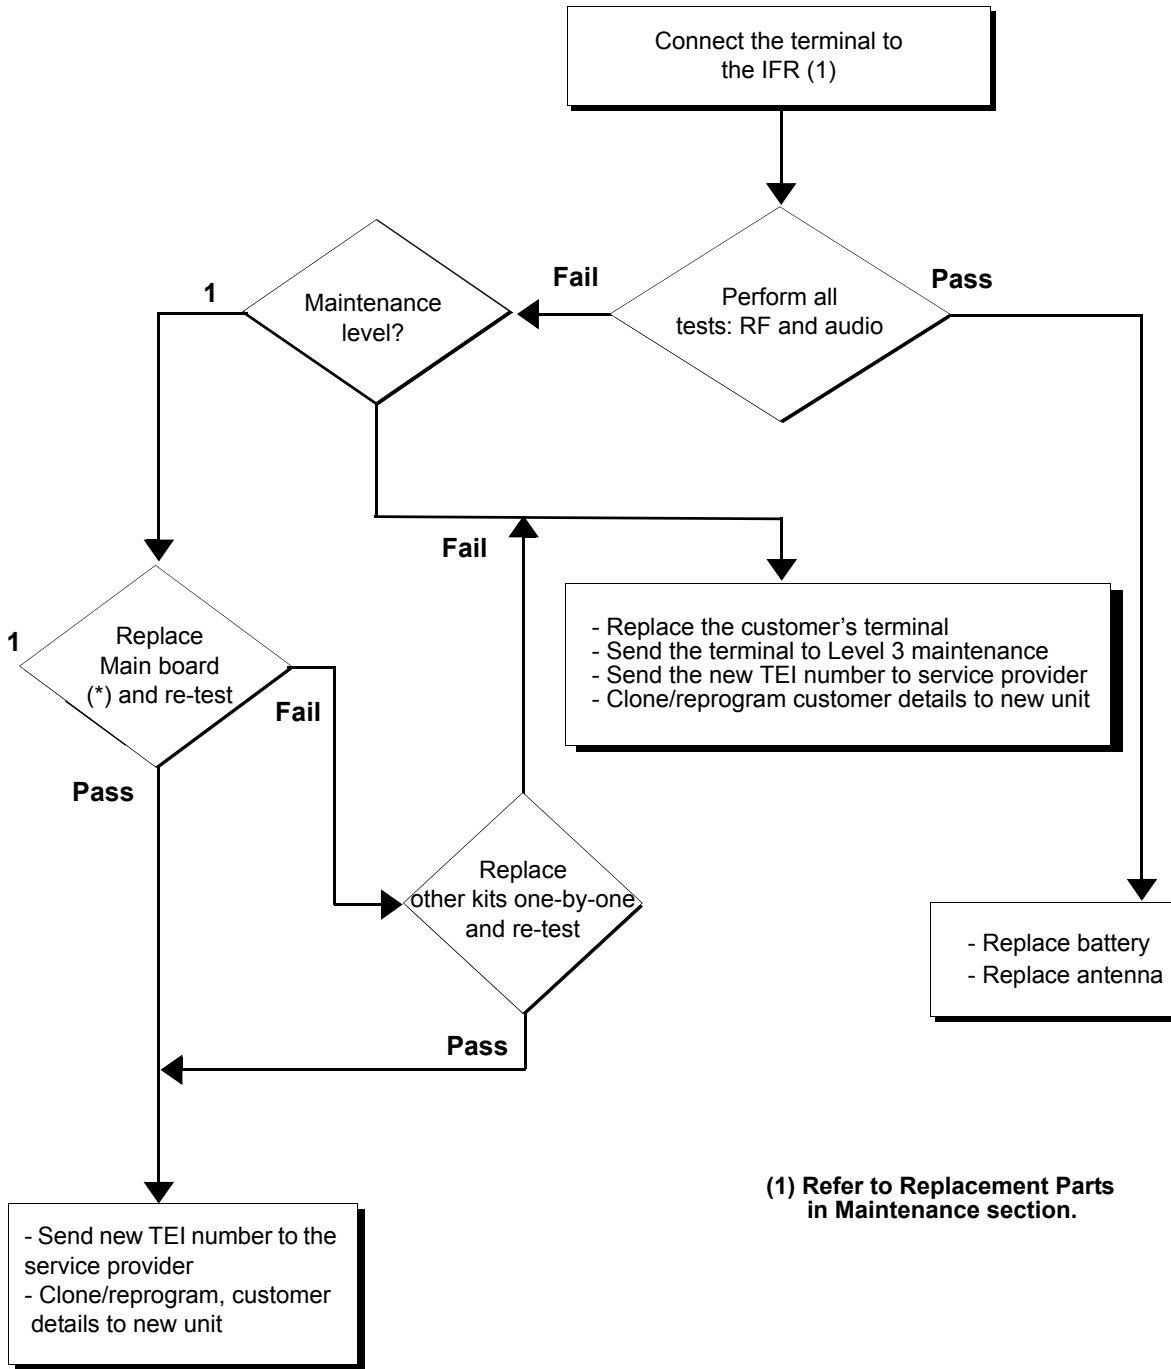 Connect the terminal to
the IFR (1)
Fail
Pass
1
Maintenance
level?
Perform all
tests: RF and audio
Fail
1
Replace
Main board
(*) and re-test
Fail
Pass
- Replace the customer's terminal
- Send the terminal to Level 3 maintenance
- Send the new TEI number to service provider
- Clone/reprogram customer details to new unit
Replace
other kits one-by-one
and re-test
Pass
- Replace battery
- Replace antenna
(1) Refer to Replacement Parts
in Maintenance section.
- Send new TEI number to the
service provider
- Clone/reprogram, customer
details to new unit